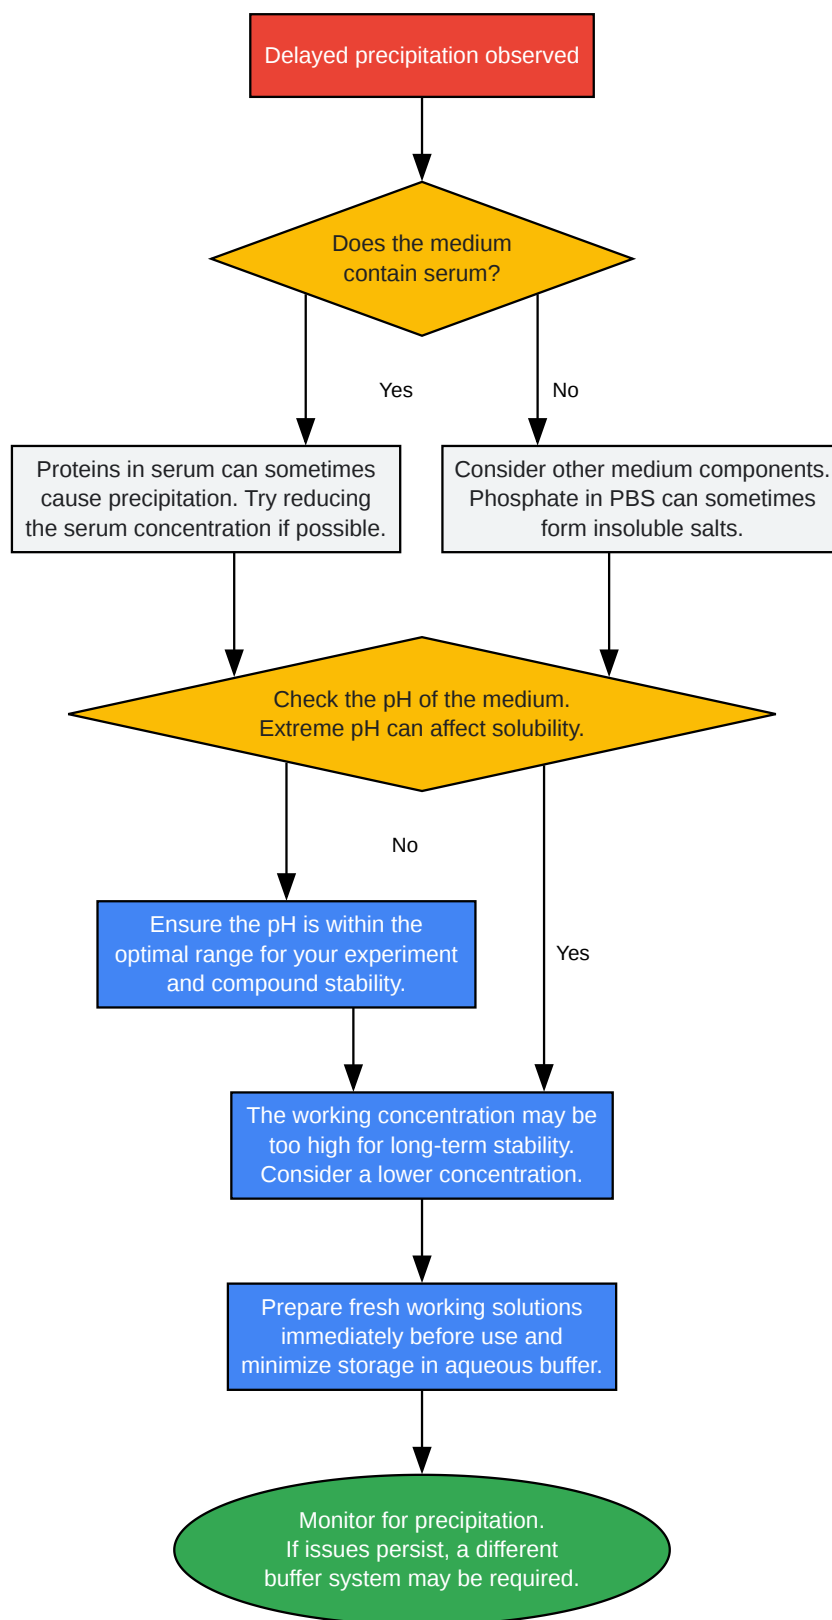 Delayed precipitation observed
Does the medium
contain serum?
Yes
No
Proteins in serum can sometimes
cause precipitation. Try reducing
the serum concentration if possible.
Consider other medium components.
Phosphate in PBS can sometimes
form insoluble salts.
Check the pH of the medium.
Extreme pH can affect solubility.
No
Ensure the pH is within the
optimal range for your experiment
and compound stability.
Yes
The working concentration may be
too high for long-term stability.
Consider a lower concentration.
Prepare fresh working solutions
immediately before use and
minimize storage in aqueous buffer.
Monitor for precipitation.
If issues persist, a different
buffer system may be required.